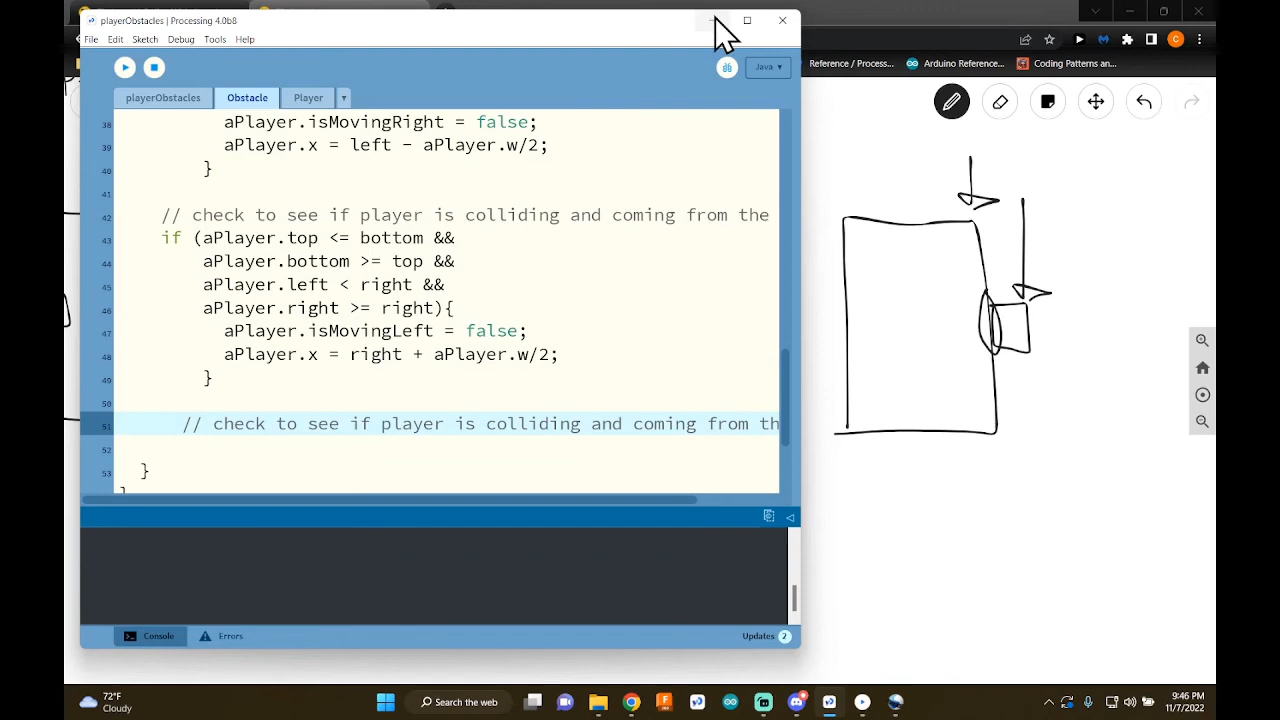 playerObstacles | Processing 4.0b8
File Edit Sketch Debug Tools Help
Java
playerObstacles Obstacle Player
38 aPlayer.isMovingRight = false;
39 aPlayer.x = left - aPlayer.w/2;
40 }
41
42 // check to see if player is colliding and coming from the
43 if (aPlayer.top <= bottom &&
44 aPlayer.bottom >= top &&
45 aPlayer.left < right &&
46 aPlayer.right >= right){
47 aPlayer.isMovingLeft = false;
48 aPlayer.x = right + aPlayer.w/2;
49 }
50
51 // check to see if player is colliding and coming from th
52
53 }
}
Console Errors Updates 2
Reference / Process... Arduino Reference... Coding Patterns an...
C
72°F
Cloudy
Search the web
9:46 PM
11/7/2022